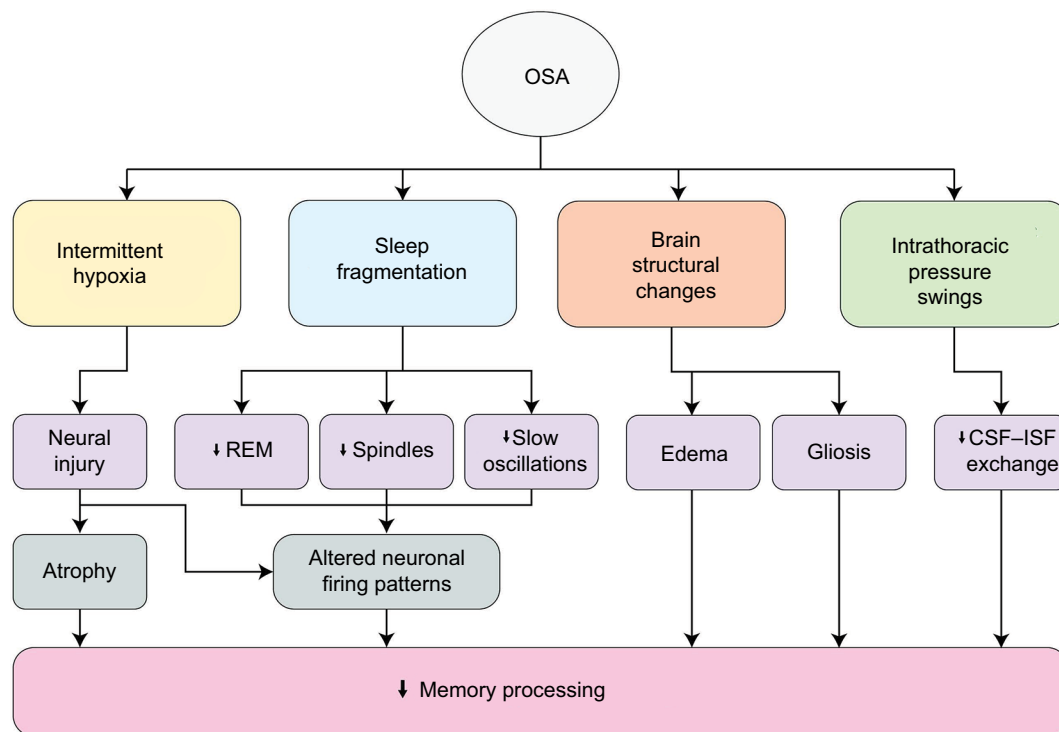 OSA
Intermittent
hypoxia
Sleep
fragmentation
Brain
structural
changes
Intrathoracic
pressure
swings
Neural
injury
↓ REM
↓ Spindles
↓ Slow
oscillations
Edema
Gliosis
↓ CSF–ISF
exchange
Atrophy
Altered neuronal
firing patterns
↓ Memory processing